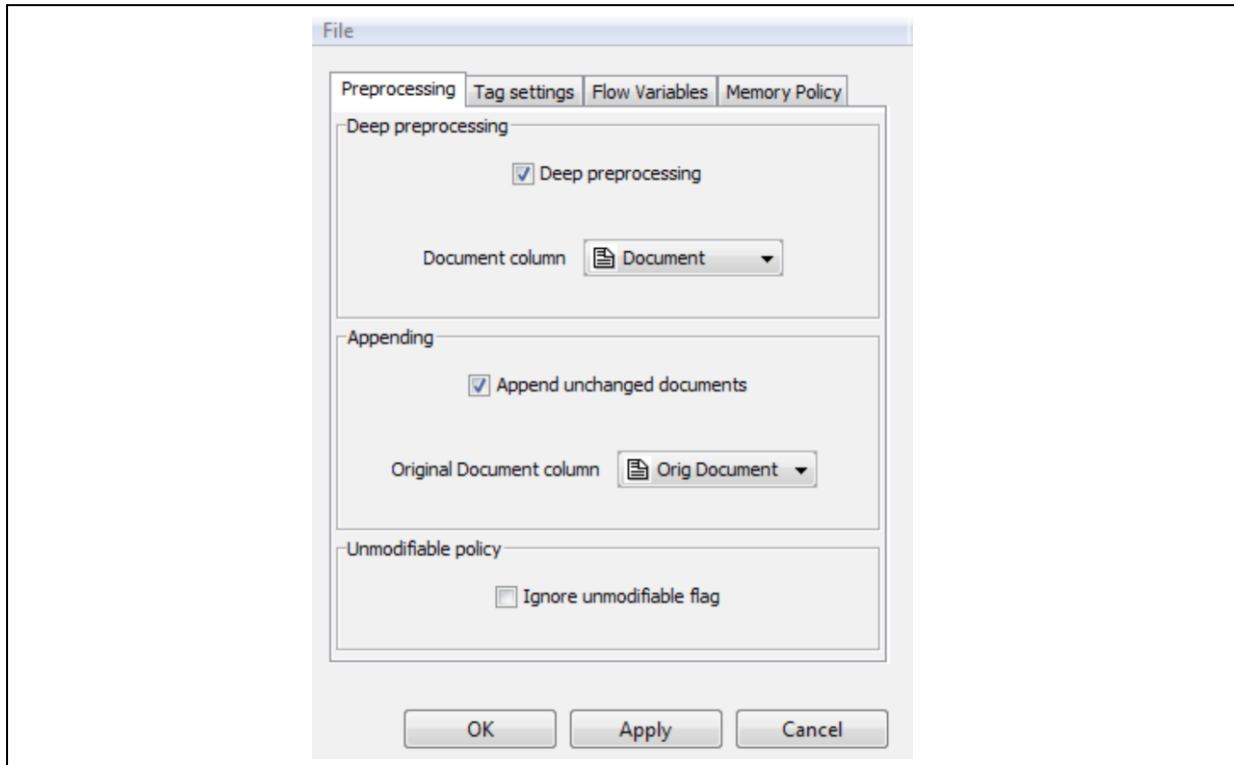 File
Preprocessing Tag settings Flow Variables Memory Policy
Deep preprocessing
Deep preprocessing
Document column Document
Appending
Append unchanged documents
Original Document column Orig Document
Unmodifiable policy
Ignore unmodifiable flag
OK Apply Cancel